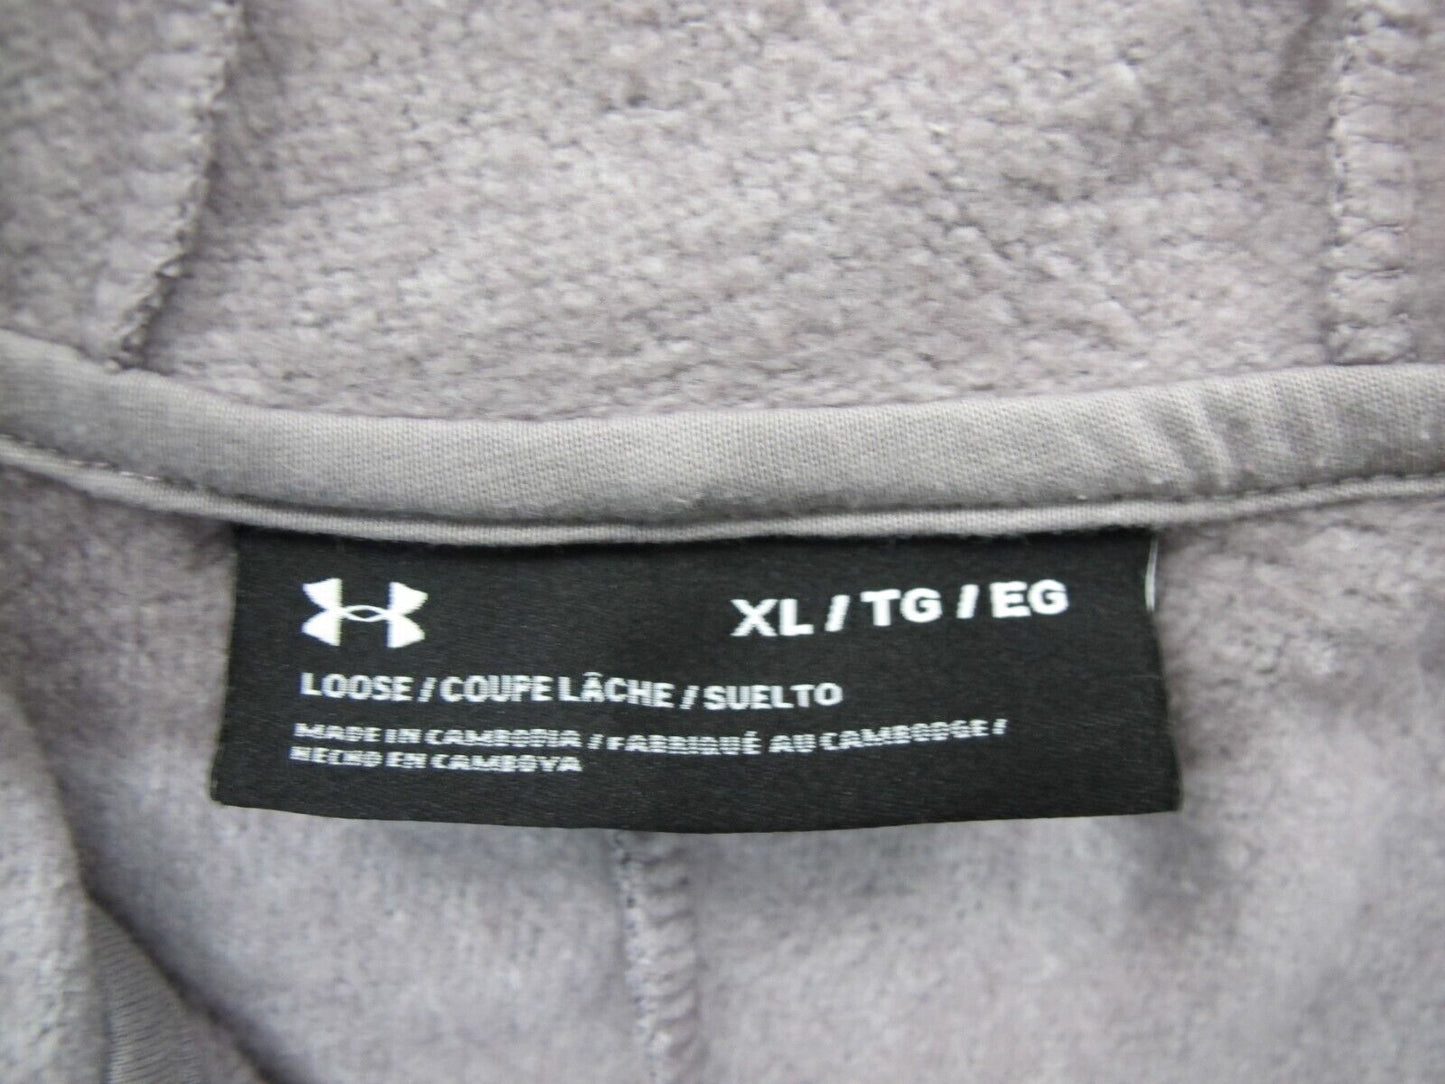 XL / TG / EG
LOOSE / COUPE LÂCHE / SUELTO
MADE IN CAMBODIA / FABRIQUÉ AU CAMBODGE /
HECHO EN CAMBOYA